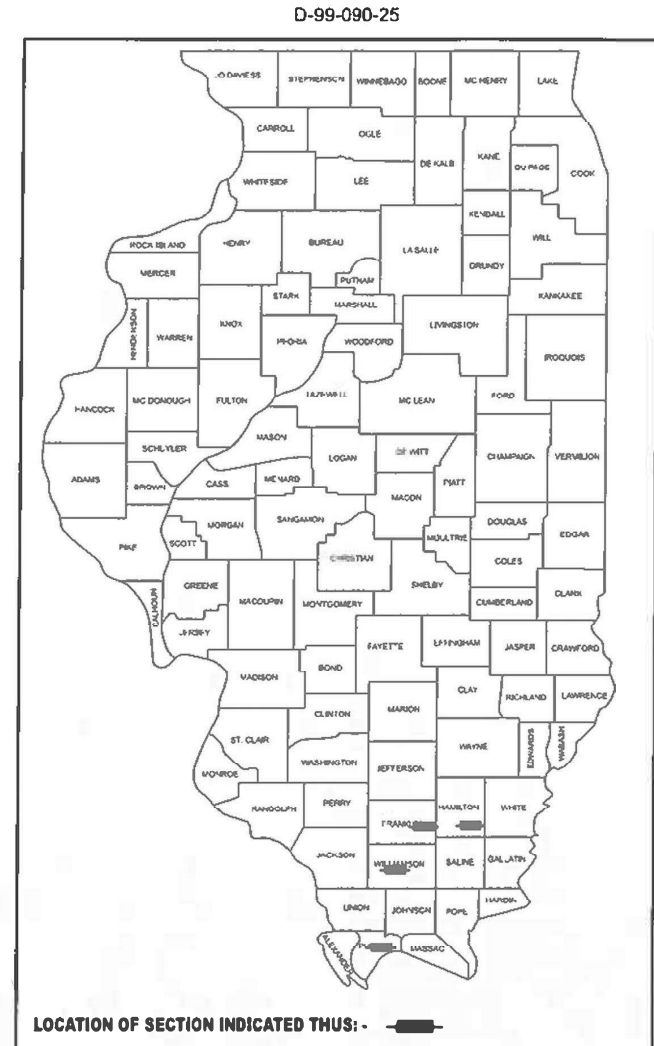 D-99-090-25
JO DAVIESS STEPHENSON WINNEBAGO BOONE MC HENRY LAKE
CARROLL OGLE
DE KALB KANE DU PAGE COOK
WHITESIDE LEE
KENDALL
WILL
ROCK ISLAND HENRY BUREAU LA SALLE
GRUNDY
MERCER PUTNAM
STARK MARSHALL KANKAKEE
HENDERSON WARREN KNOX LIVINGSTON
PEORIA WOODFORD IROQUOIS
HANCOCK MC DONOUGH FULTON TAZEWELL MC LEAN FORD
MASON
SCHUYLER LOGAN DE WITT CHAMPAIGN VERMILION
ADAMS BROWN CASS MENARD MACON PIATT
MORGAN SANGAMON DOUGLAS
PIKE SCOTT CHRISTIAN MOULTRIE COLES EDGAR
GREENE SHELBY
CALHOUN MACOUPIN MONTGOMERY CUMBERLAND CLARK
JERSEY FAYETTE EFFINGHAM JASPER CRAWFORD
MADISON BOND
CLAY RICHLAND LAWRENCE
CLINTON MARION
ST. CLAIR WAYNE EDWARDS WABASH
MONROE WASHINGTON JEFFERSON
RANDOLPH PERRY FRANKLIN HAMILTON WHITE
JACKSON WILLIAMSON SALINE GALLATIN
UNION JOHNSON POPE HARDIN
ALEXANDER MASSAC
LOCATION OF SECTION INDICATED THUS: -